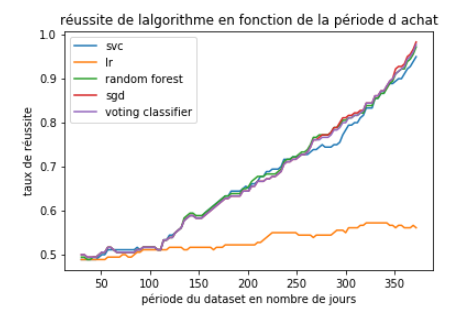 réussite de lalgorithme en fonction de la période d achat
svc
lr
random forest
sgd
voting classifier
taux de réussite
1.0
0.9
0.8
0.7
0.6
0.5
50 100 150 200 250 300 350
période du dataset en nombre de jours